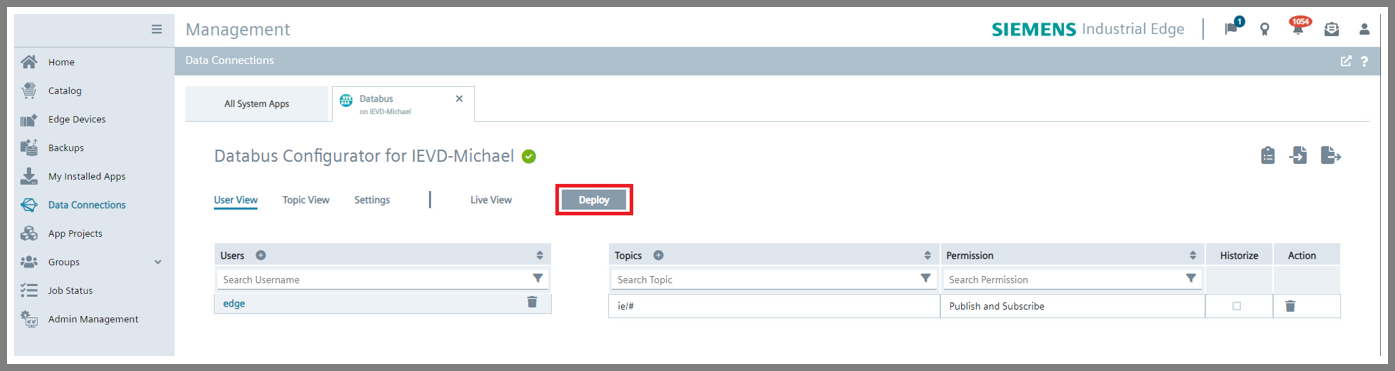 Management
SIEMENS Industrial Edge
1
1054
Data Connections
?
Home
Catalog
Edge Devices
Backups
My Installed Apps
Data Connections
App Projects
Groups
Job Status
Admin Management
All System Apps
Databus
on IEVD-Michael
Databus Configurator for IEVD-Michael
User View Topic View Settings Live View Deploy
Users
Search Username
edge
Topics Permission Historize Action
Search Topic Search Permission
ie/# Publish and Subscribe